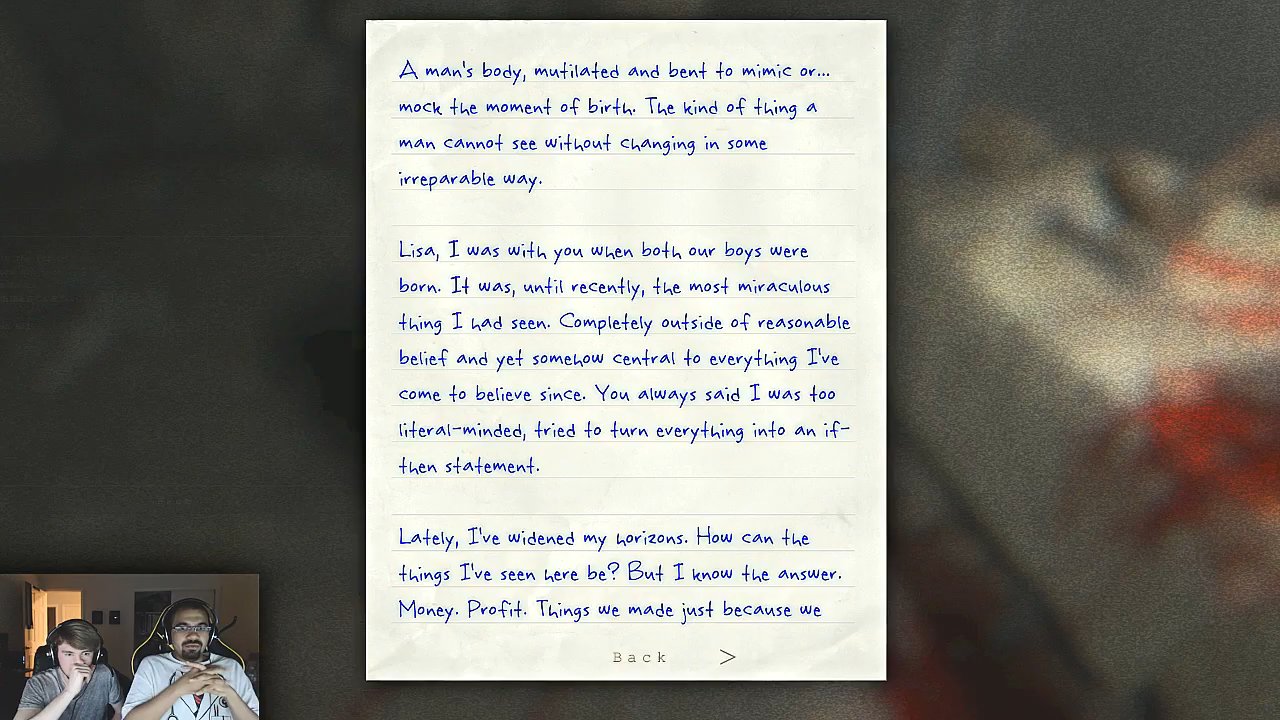 A man's body, mutilated and bent to mimic or...
mock the moment of birth. The kind of thing a
man cannot see without changing in some
irreparable way.
Lisa, I was with you when both our boys were
born. It was, until recently, the most miraculous
thing I had seen. Completely outside of reasonable
belief and yet somehow central to everything I've
come to believe since. You always said I was too
literal-minded, tried to turn everything into an if-
then statement.
Lately, I've widened my horizons. How can the
things I've seen here be? But I know the answer.
Money. Profit. Things we made just because we
Back >